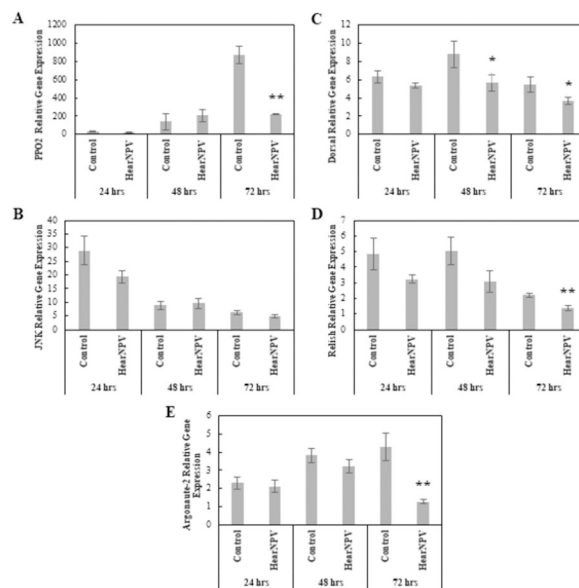 A
PPO2 Relative Gene Expression
1200
1000
800
600
400
200
0
**
Control
HearNPV
Control
HearNPV
Control
HearNPV
24 hrs
48 hrs
72 hrs
C
Dorsal Relative Gene Expression
12
10
8
6
4
2
0
*
*
Control
HearNPV
Control
HearNPV
Control
HearNPV
24 hrs
48 hrs
72 hrs
B
JNK Relative Gene Expression
40
35
30
25
20
15
10
5
0
Control
HearNPV
Control
HearNPV
Control
HearNPV
24 hrs
48 hrs
72 hrs
D
Relish Relative Gene Expression
7
6
5
4
3
2
1
0
**
Control
HearNPV
Control
HearNPV
Control
HearNPV
24 hrs
48 hrs
72 hrs
E
Argonaute-2 Relative Gene
Expression
6
5
4
3
2
1
0
**
Control
HearNPV
Control
HearNPV
Control
HearNPV
24 hrs
48 hrs
72 hrs